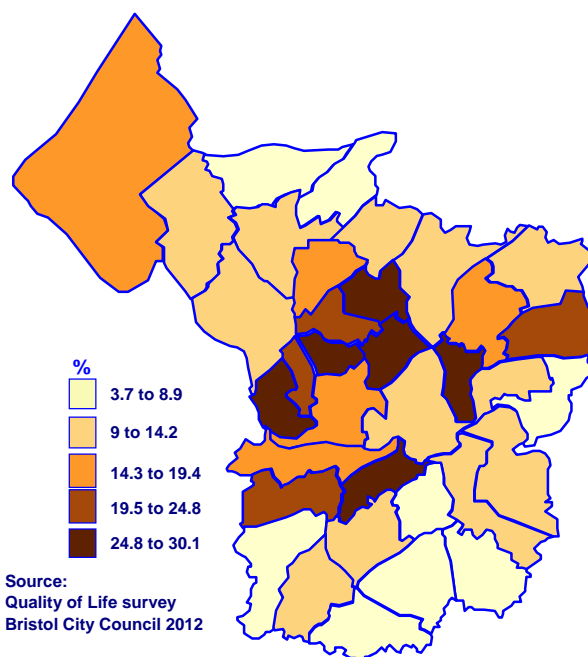 %
3.7 to 8.9
9 to 14.2
14.3 to 19.4
19.5 to 24.8
24.8 to 30.1
Source:
Quality of Life survey
Bristol City Council 2012